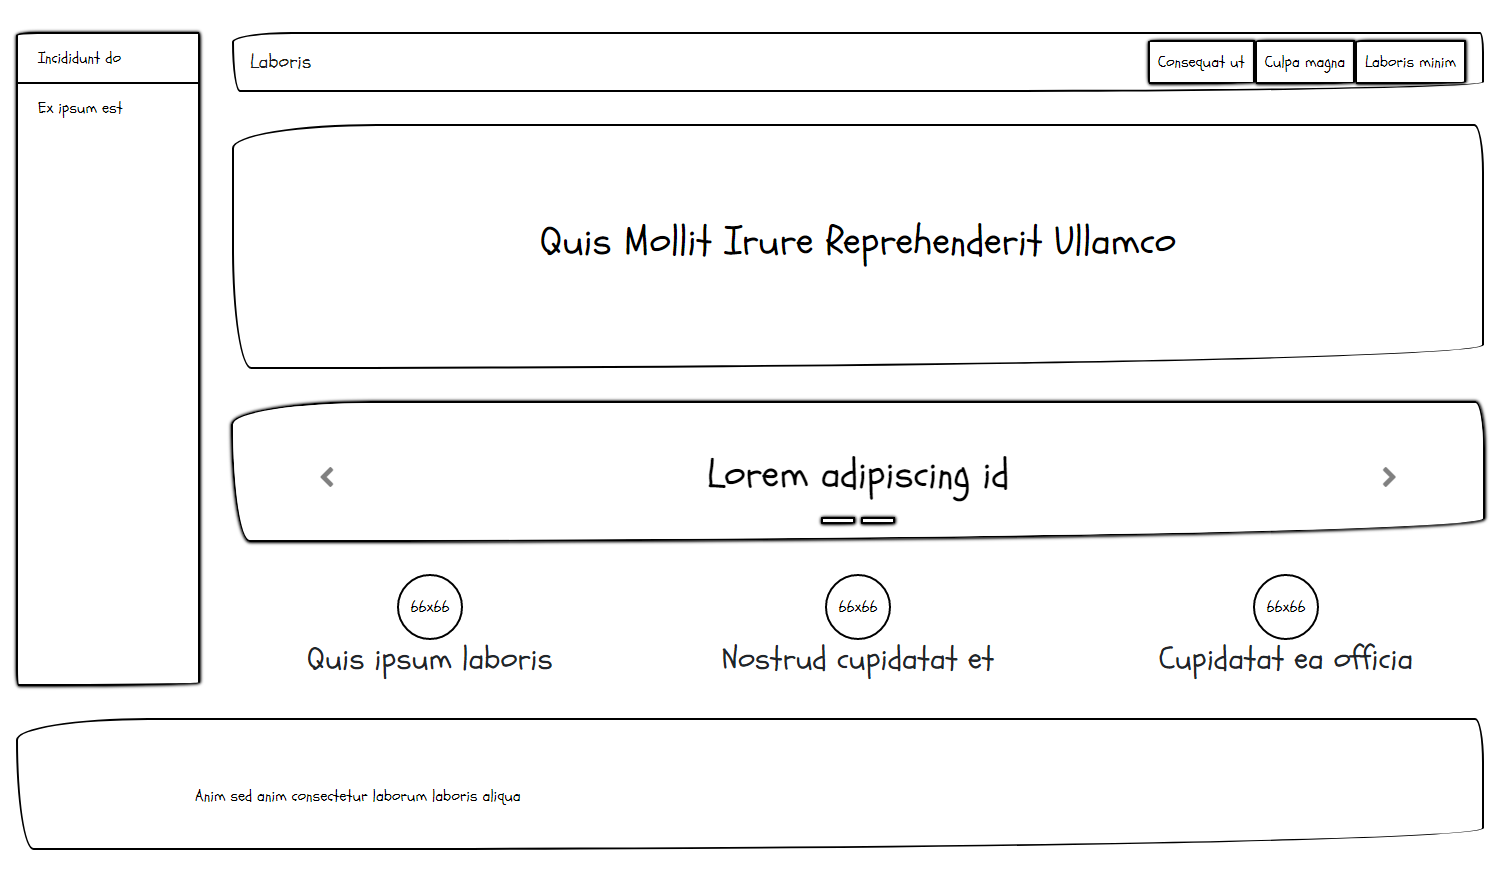 Incididunt do
Ex ipsum est
Laboris
Consequat ut
Culpa magna
Laboris minim
Quis Mollit Irure Reprehenderit Ullamco
Lorem adipiscing id
66x66
66x66
66x66
Quis ipsum laboris
Nostrud cupidatat et
Cupidatat ea officia
Anim sed anim consectetur laborum laboris aliqua